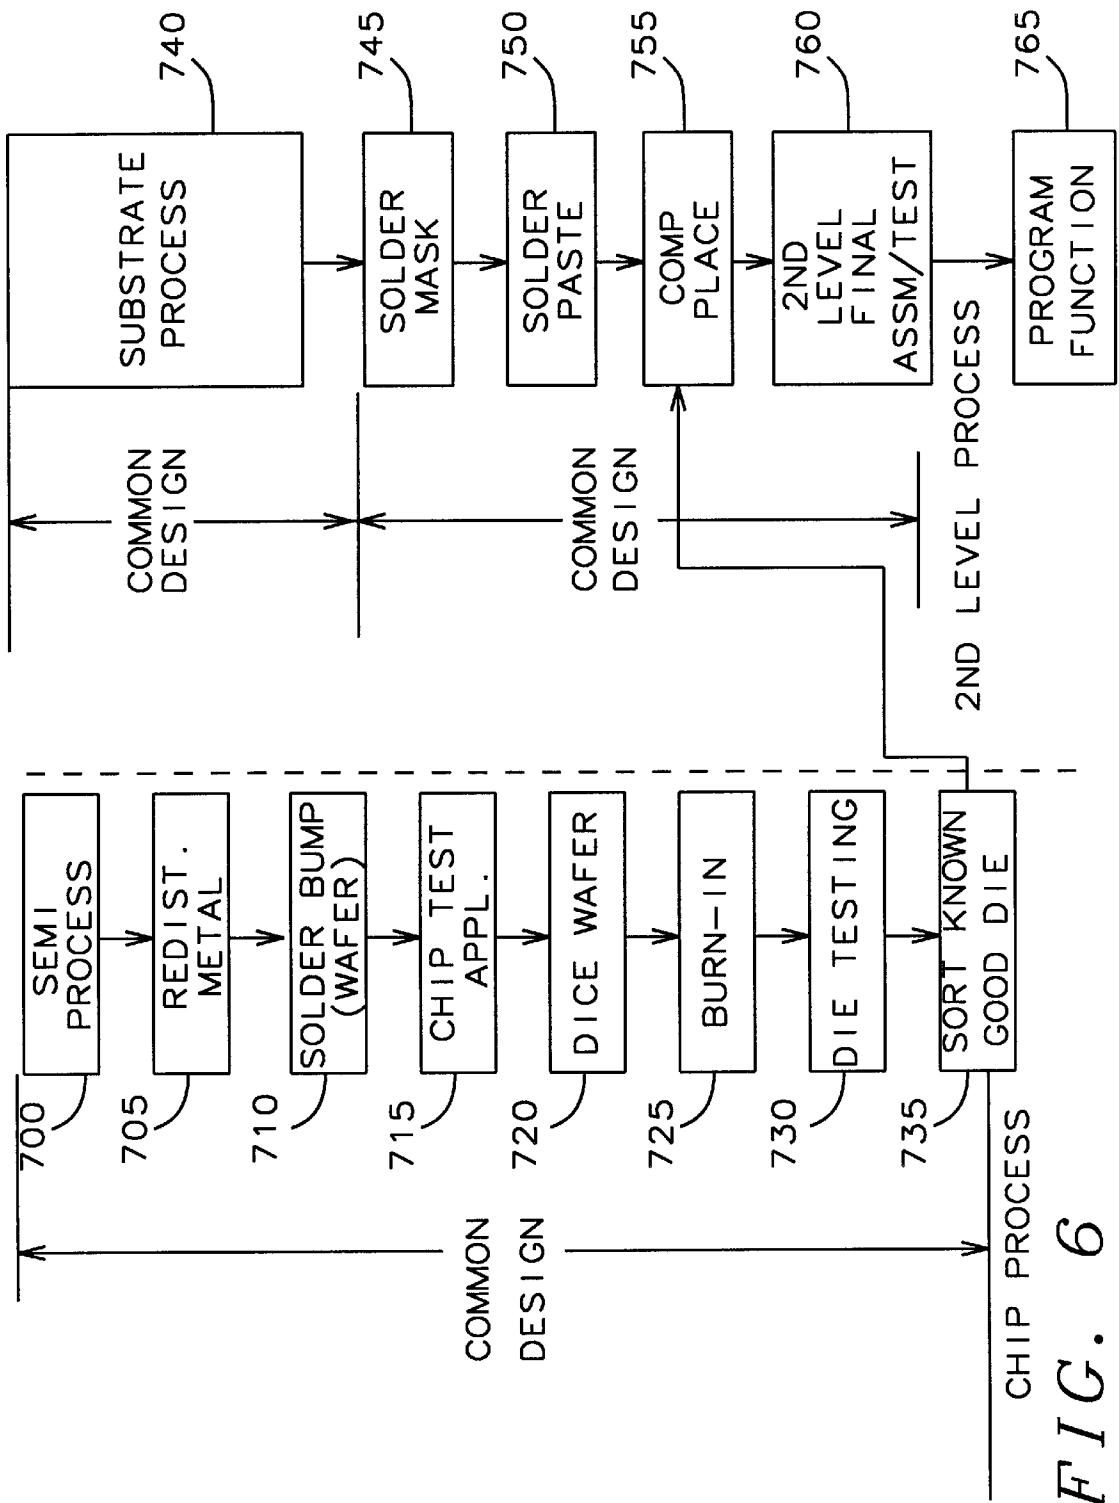 700
SEMI
PROCESS
705
REDIST.
METAL
710
SOLDER BUMP
(WAFER)
715
CHIP TEST
APPL.
720
DICE WAFER
725
BURN-IN
730
DIE TESTING
735
SORT KNOWN
GOOD DIE
COMMON
DESIGN
CHIP PROCESS
COMMON
DESIGN
COMMON
DESIGN
SUBSTRATE
PROCESS
740
SOLDER
MASK
745
SOLDER
PASTE
750
COMP
PLACE
755
2ND
LEVEL
FINAL
ASSM/TEST
760
2ND LEVEL PROCESS
PROGRAM
FUNCTION
765
FIG. 6